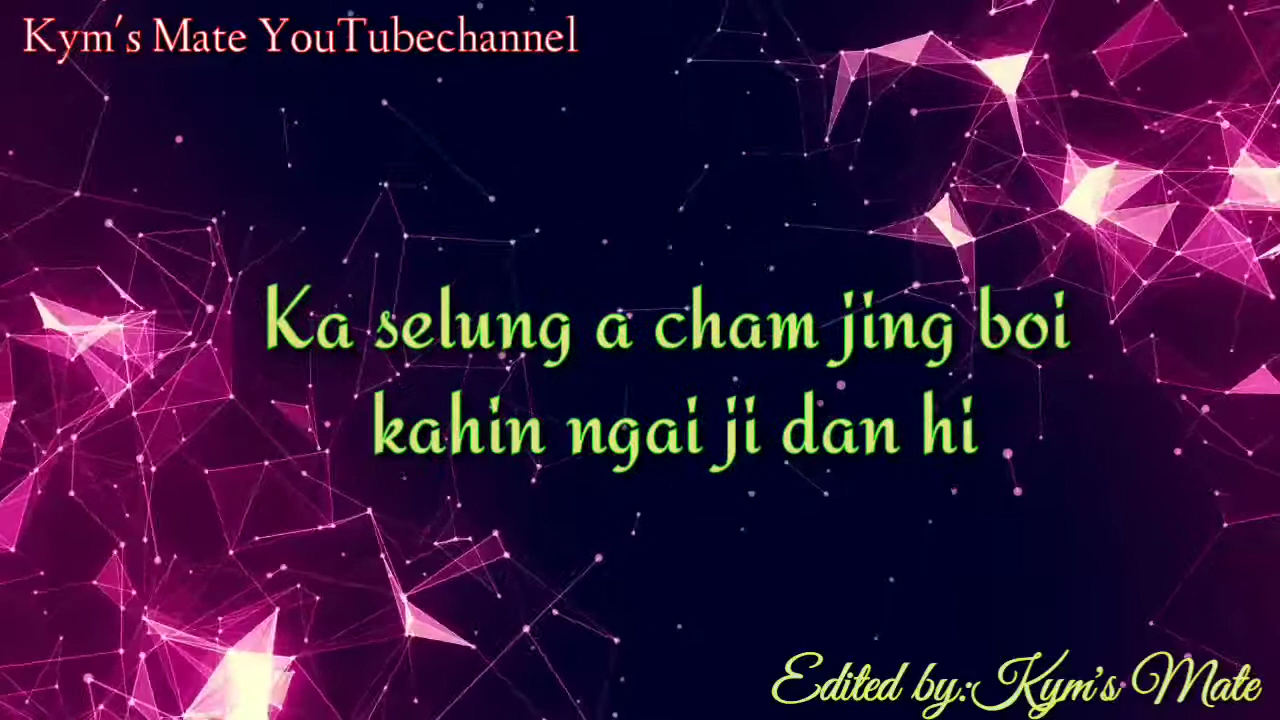 Kym's Mate YouTubechannel
Ka selung a cham jing boi
kahin ngai ji dan hi
Edited by:Kym's Mate